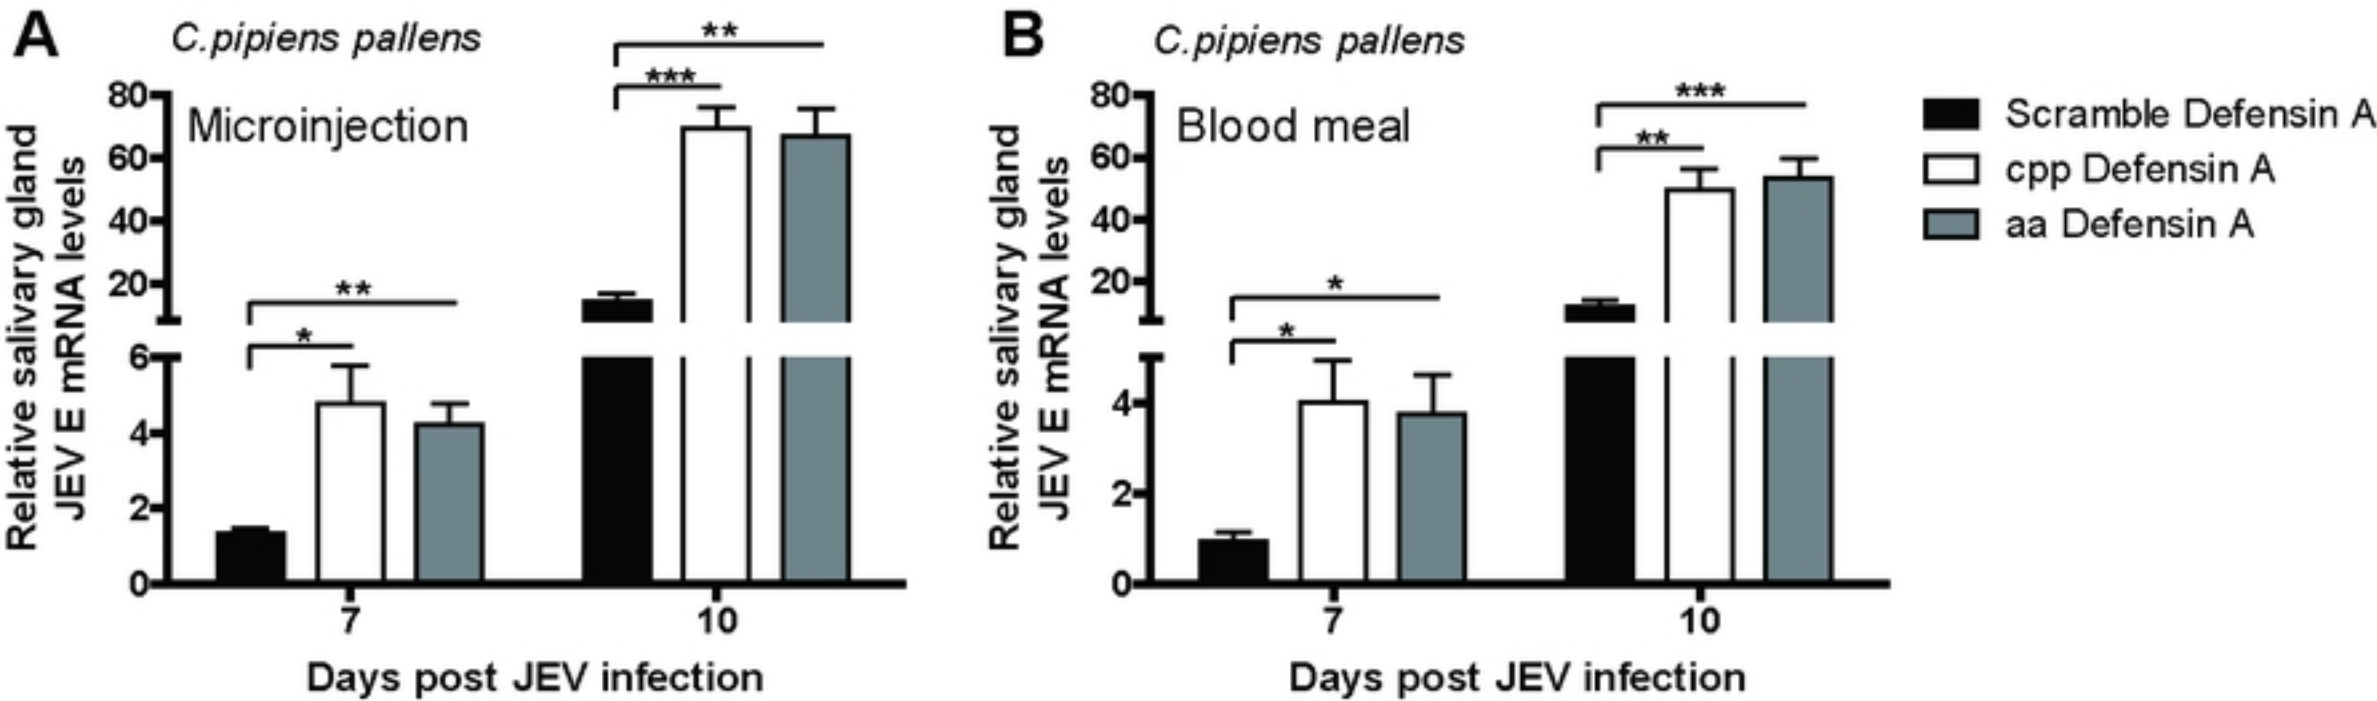 A
C.pipiens pallens
Microinjection
Relative salivary gland
JEV E mRNA levels
80
60
40
20
6
4
2
0
*
**
***
**
7
10
Days post JEV infection
B
C.pipiens pallens
Blood meal
Relative salivary gland
JEV E mRNA levels
80
60
40
20
4
2
0
*
*
**
***
7
10
Days post JEV infection
Scramble Defensin A
cpp Defensin A
aa Defensin A